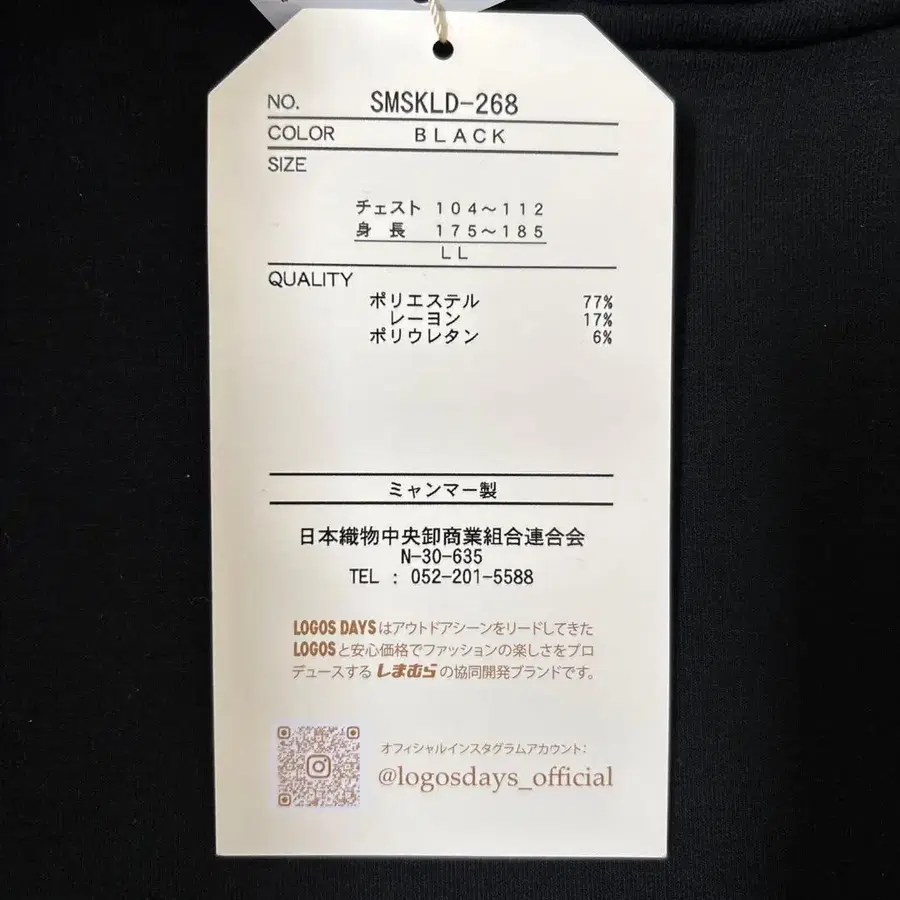 NO. SMSKLD-268
COLOR BLACK
SIZE
チェスト 104～112
身 長 175～185
LL
QUALITY
ポリエステル 77%
レーヨン 17%
ポリウレタン 6%
ミャンマー製
日本織物中央卸商業組合連合会
N-30-635
TEL : 052-201-5588
LOGOS DAYSはアウトドアシーンをリードしてきた
LOGOSと安心価格でファッションの楽しさをプロ
デュースする しまむら の協同開発ブランドです。
オフィシャルインスタグラムアカウント:
@logosdays_official